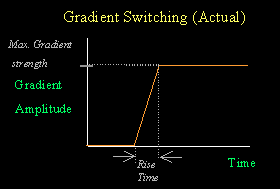 Gradient Switching (Actual)
Max. Gradient
strength
Gradient
Amplitude
Rise
Time
Time